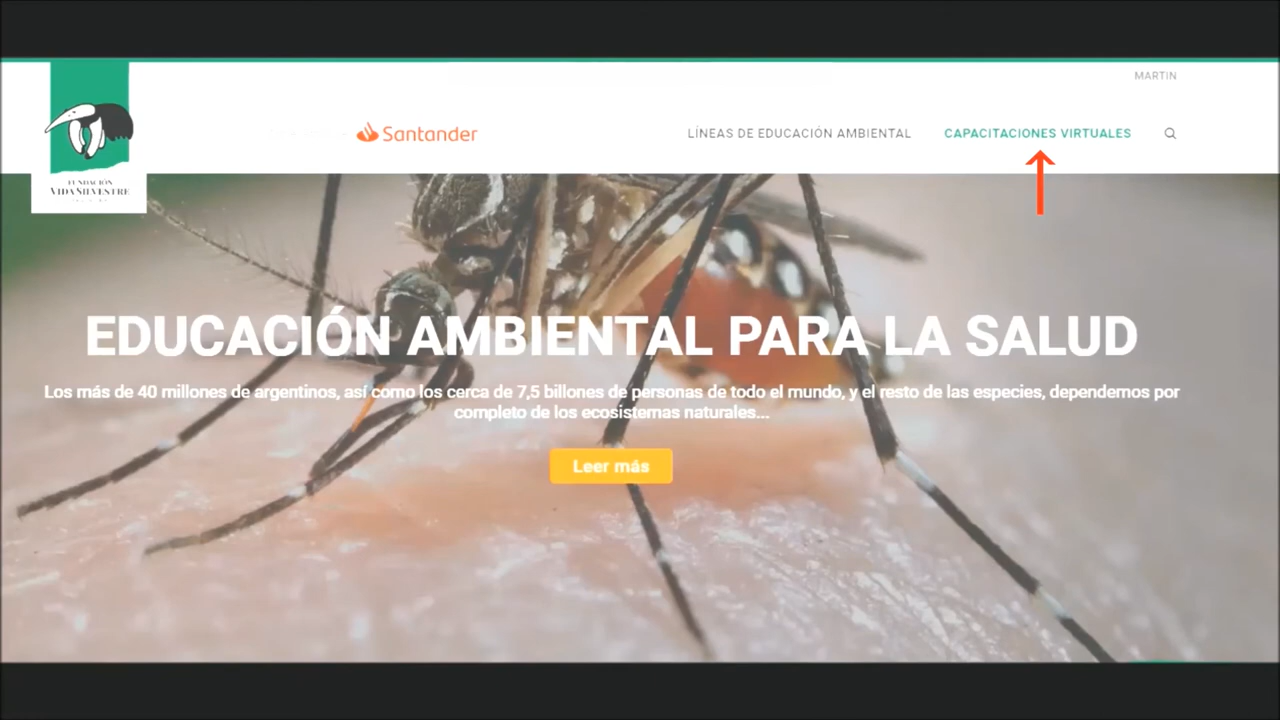 MARTIN
Santander
LÍNEAS DE EDUCACIÓN AMBIENTAL
CAPACITACIONES VIRTUALES
FUNDACIÓN
VIDA SILVESTRE
EDUCACIÓN AMBIENTAL PARA LA SALUD
Los más de 40 millones de argentinos, así como los cerca de 7,5 billones de personas de todo el mundo, y el resto de las especies, dependemos por
completo de los ecosistemas naturales...
Leer más